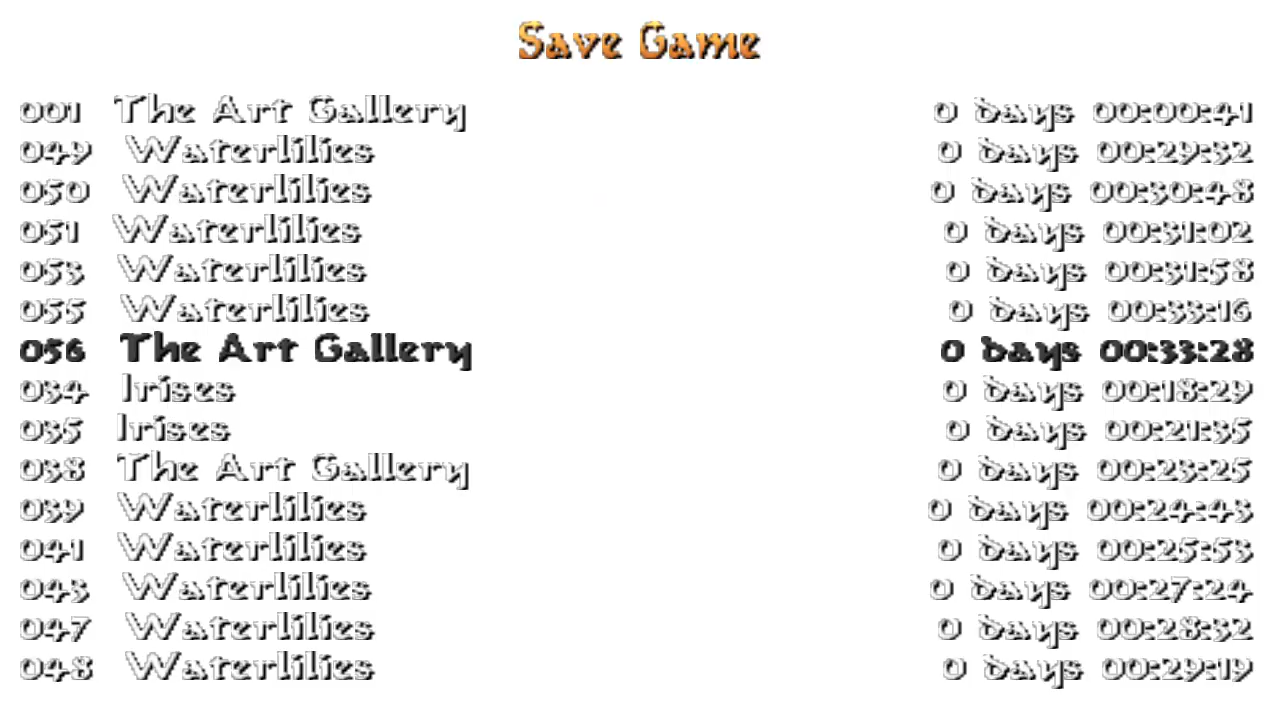 Save Game
001 The Art Gallery 0 days 00:00:41
049 Waterlilies 0 days 00:29:32
050 Waterlilies 0 days 00:30:48
051 Waterlilies 0 days 00:31:02
053 Waterlilies 0 days 00:31:58
055 Waterlilies 0 days 00:33:16
056 The Art Gallery 0 days 00:33:28
034 Irises 0 days 00:18:29
035 Irises 0 days 00:21:35
038 The Art Gallery 0 days 00:23:25
039 Waterlilies 0 days 00:24:43
041 Waterlilies 0 days 00:25:53
043 Waterlilies 0 days 00:27:24
047 Waterlilies 0 days 00:28:32
048 Waterlilies 0 days 00:29:19